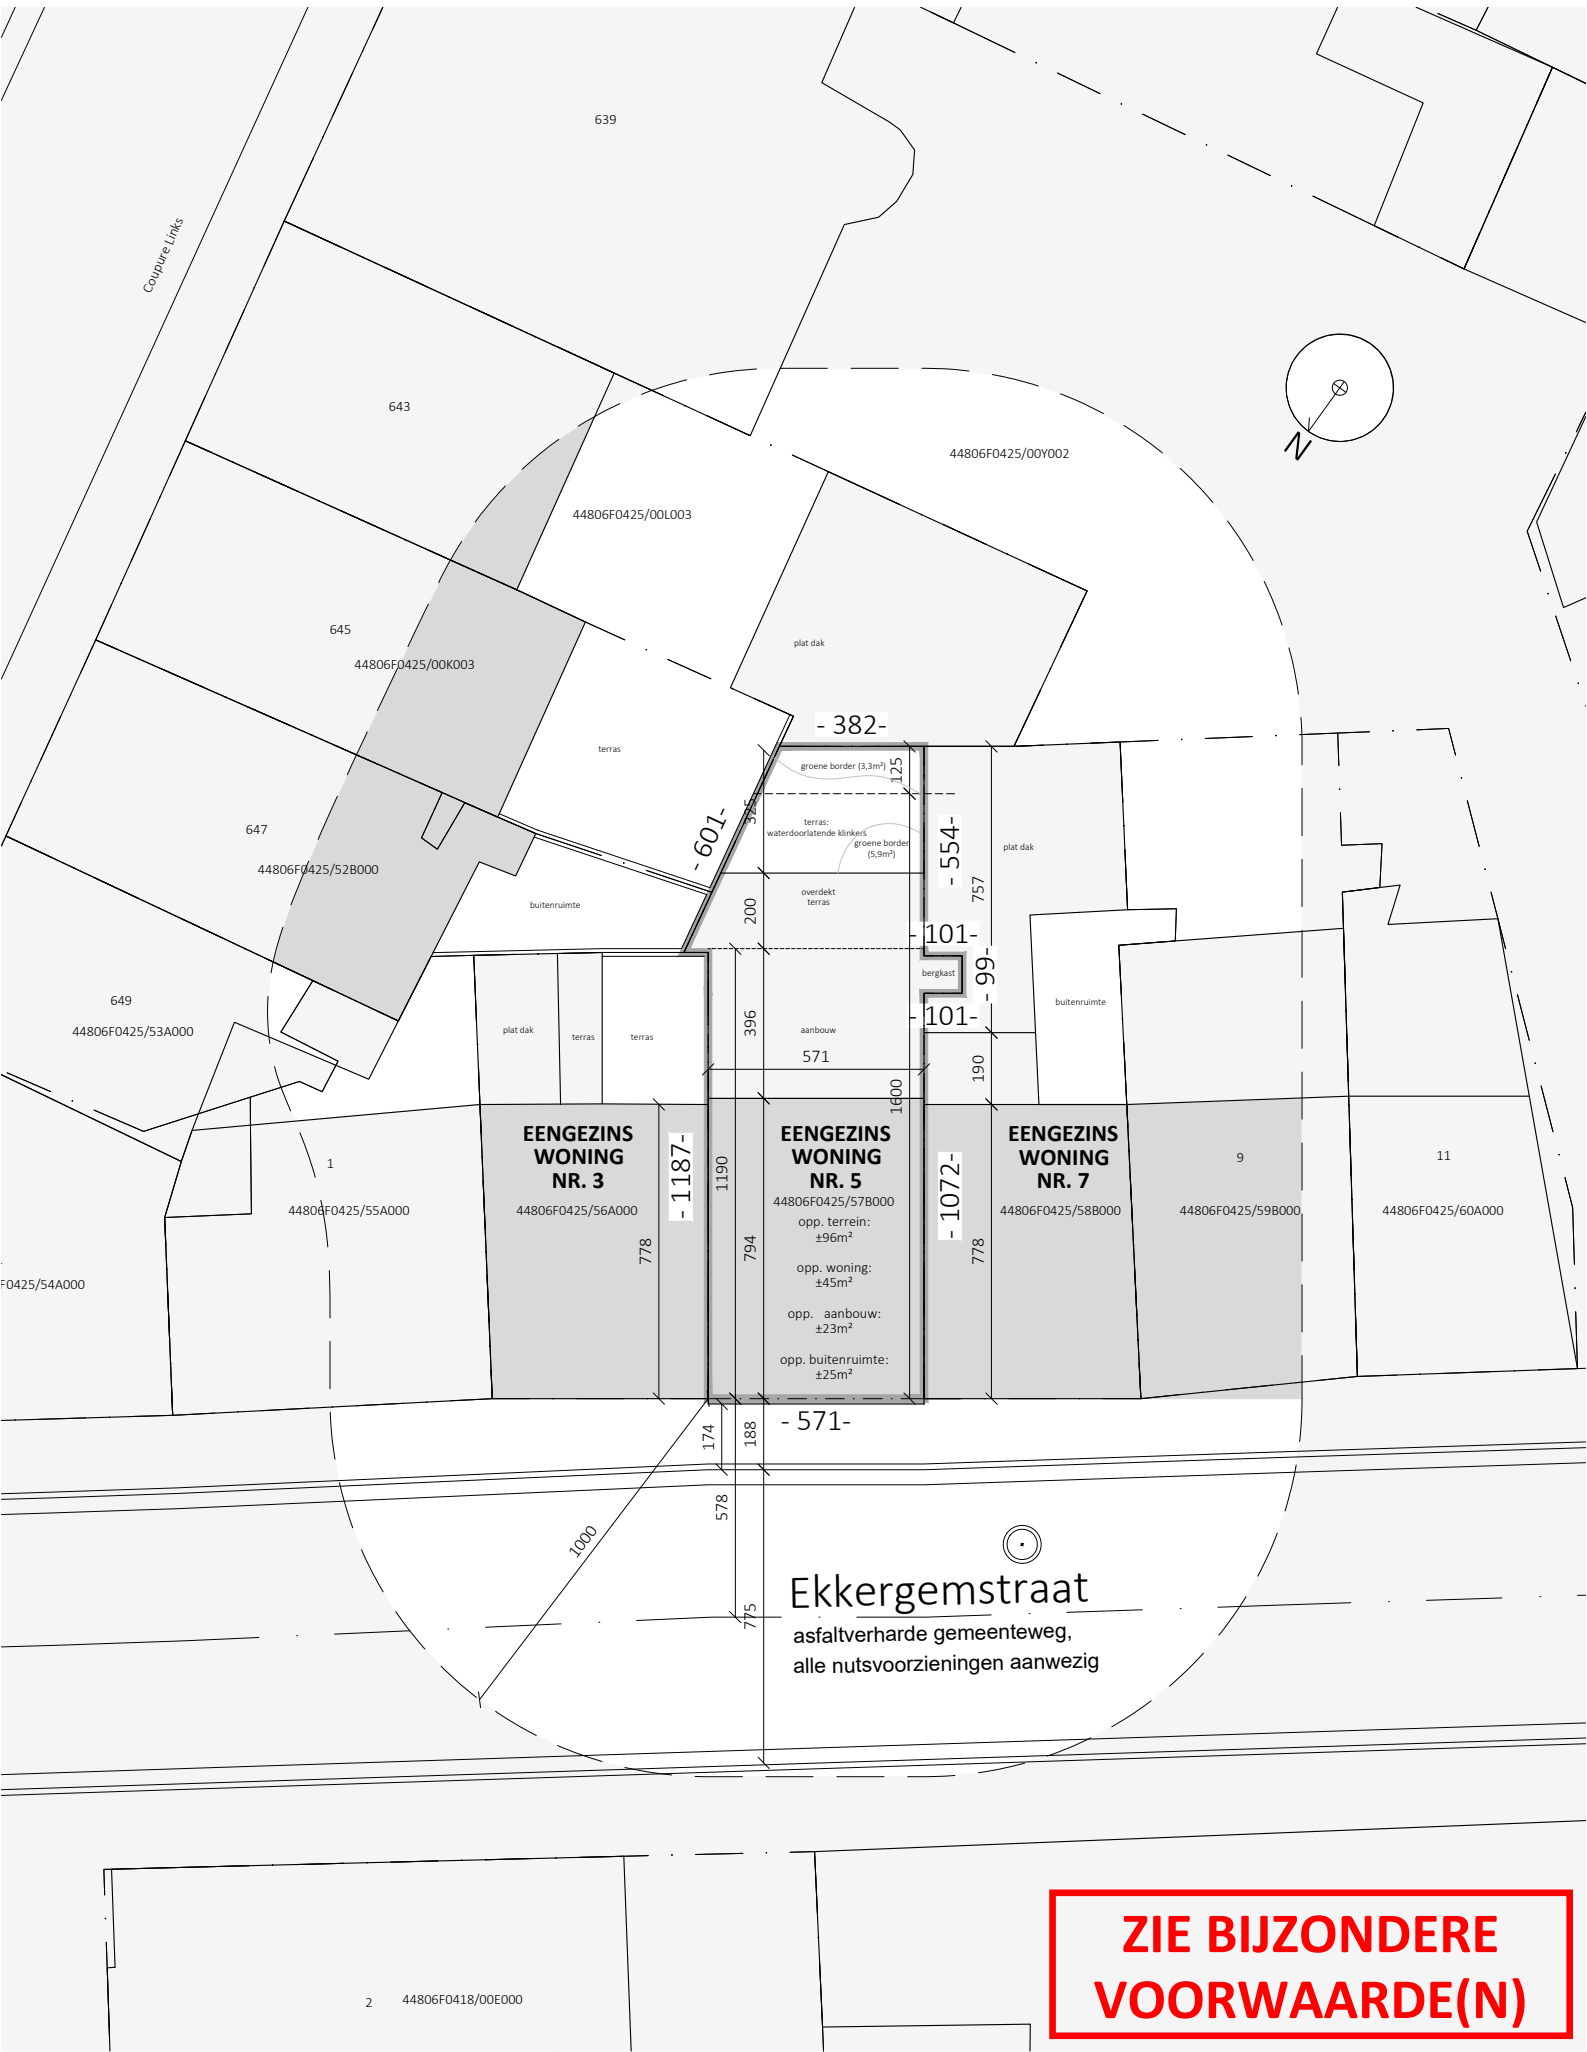 639
Coupure Links
643
44806F0425/00Y002
N
44806F0425/00L003
645
44806F0425/00K003
plat dak
- 382-
terras
groene border (3,3m²)
125
325
- 601-
terras:
waterdoorlatende klinkers
groene border
(5,9m²)
- 554-
plat dak
647
44806F0425/52B000
757
overdekt
terras
buitenruimte
200
- 101-
bergkast
- 99-
649
44806F0425/53A000
plat dak
terras
terras
396
aanbouw
- 101-
buitenruimte
571
190
1600
EENGEZINS
WONING
NR. 3
44806F0425/56A000
- 1187-
1190
EENGEZINS
WONING
NR. 5
44806F0425/57B000
opp. terrein:
±96m²
opp. woning:
±45m²
opp. aanbouw:
±23m²
opp. buitenruimte:
±25m²
- 1072-
EENGEZINS
WONING
NR. 7
44806F0425/58B000
1
44806F0425/55A000
9
44806F0425/59B000
11
44806F0425/60A000
778
794
778
F0425/54A000
- 571-
174
188
578
1000
775
Ekkergemstraat
asfaltverharde gemeenteweg,
alle nutsvoorzieningen aanwezig
2
44806F0418/00E000
ZIE BIJZONDERE
VOORWAARDE(N)